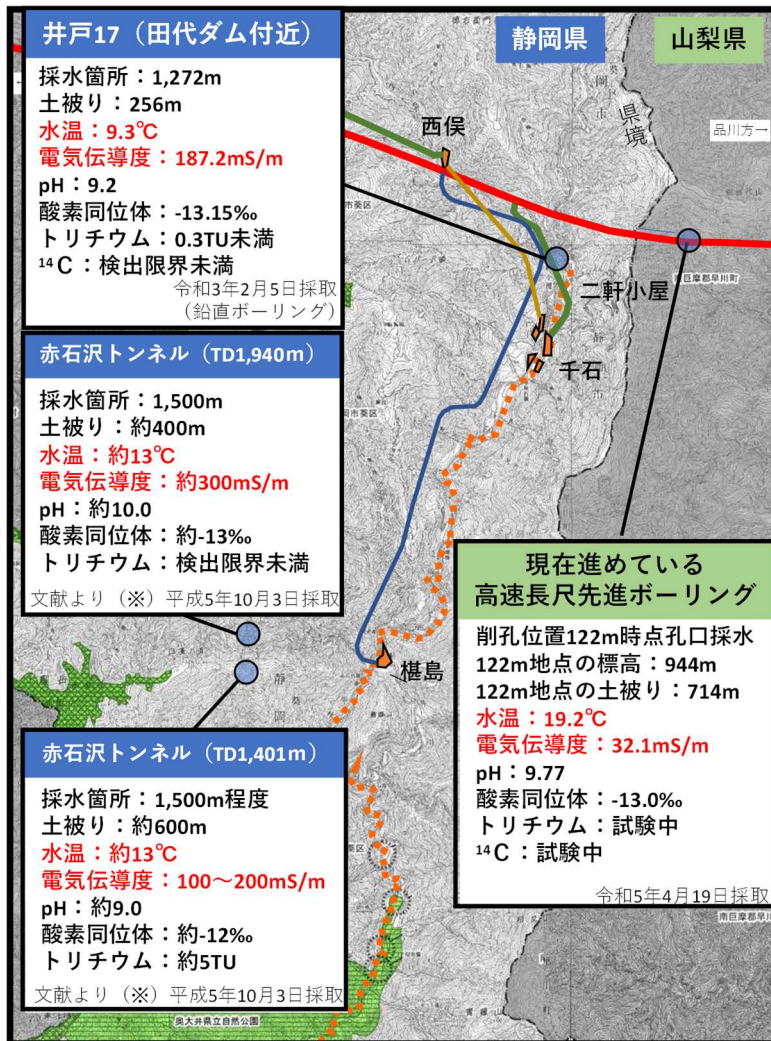 井戸17（田代ダム付近）
採水箇所：1,272m
土被り：256m
水温：9.3℃
電気伝導度：187.2mS/m
pH：9.2
酸素同位体：-13.15‰
トリチウム：0.3TU未満
¹⁴C：検出限界未満
令和3年2月5日採取
（鉛直ボーリング）
静岡県
山梨県
県境
品川方→
西俣
二軒小屋
南巨摩郡早川町
千石
赤石沢トンネル（TD1,940m）
採水箇所：1,500m
土被り：約400m
水温：約13℃
電気伝導度：約300mS/m
pH：約10.0
酸素同位体：約-13‰
トリチウム：検出限界未満
文献より（※）平成5年10月3日採取
椹島
現在進めている
高速長尺先進ボーリング
削孔位置122m時点孔口採水
122m地点の標高：944m
122m地点の土被り：714m
水温：19.2℃
電気伝導度：32.1mS/m
pH：9.77
酸素同位体：-13.0‰
トリチウム：試験中
¹⁴C：試験中
令和5年4月19日採取
赤石沢トンネル（TD1,401m）
採水箇所：1,500m程度
土被り：約600m
水温：約13℃
電気伝導度：100～200mS/m
pH：約9.0
酸素同位体：約-12‰
トリチウム：約5TU
文献より（※）平成5年10月3日採取
奥大井県立自然公園